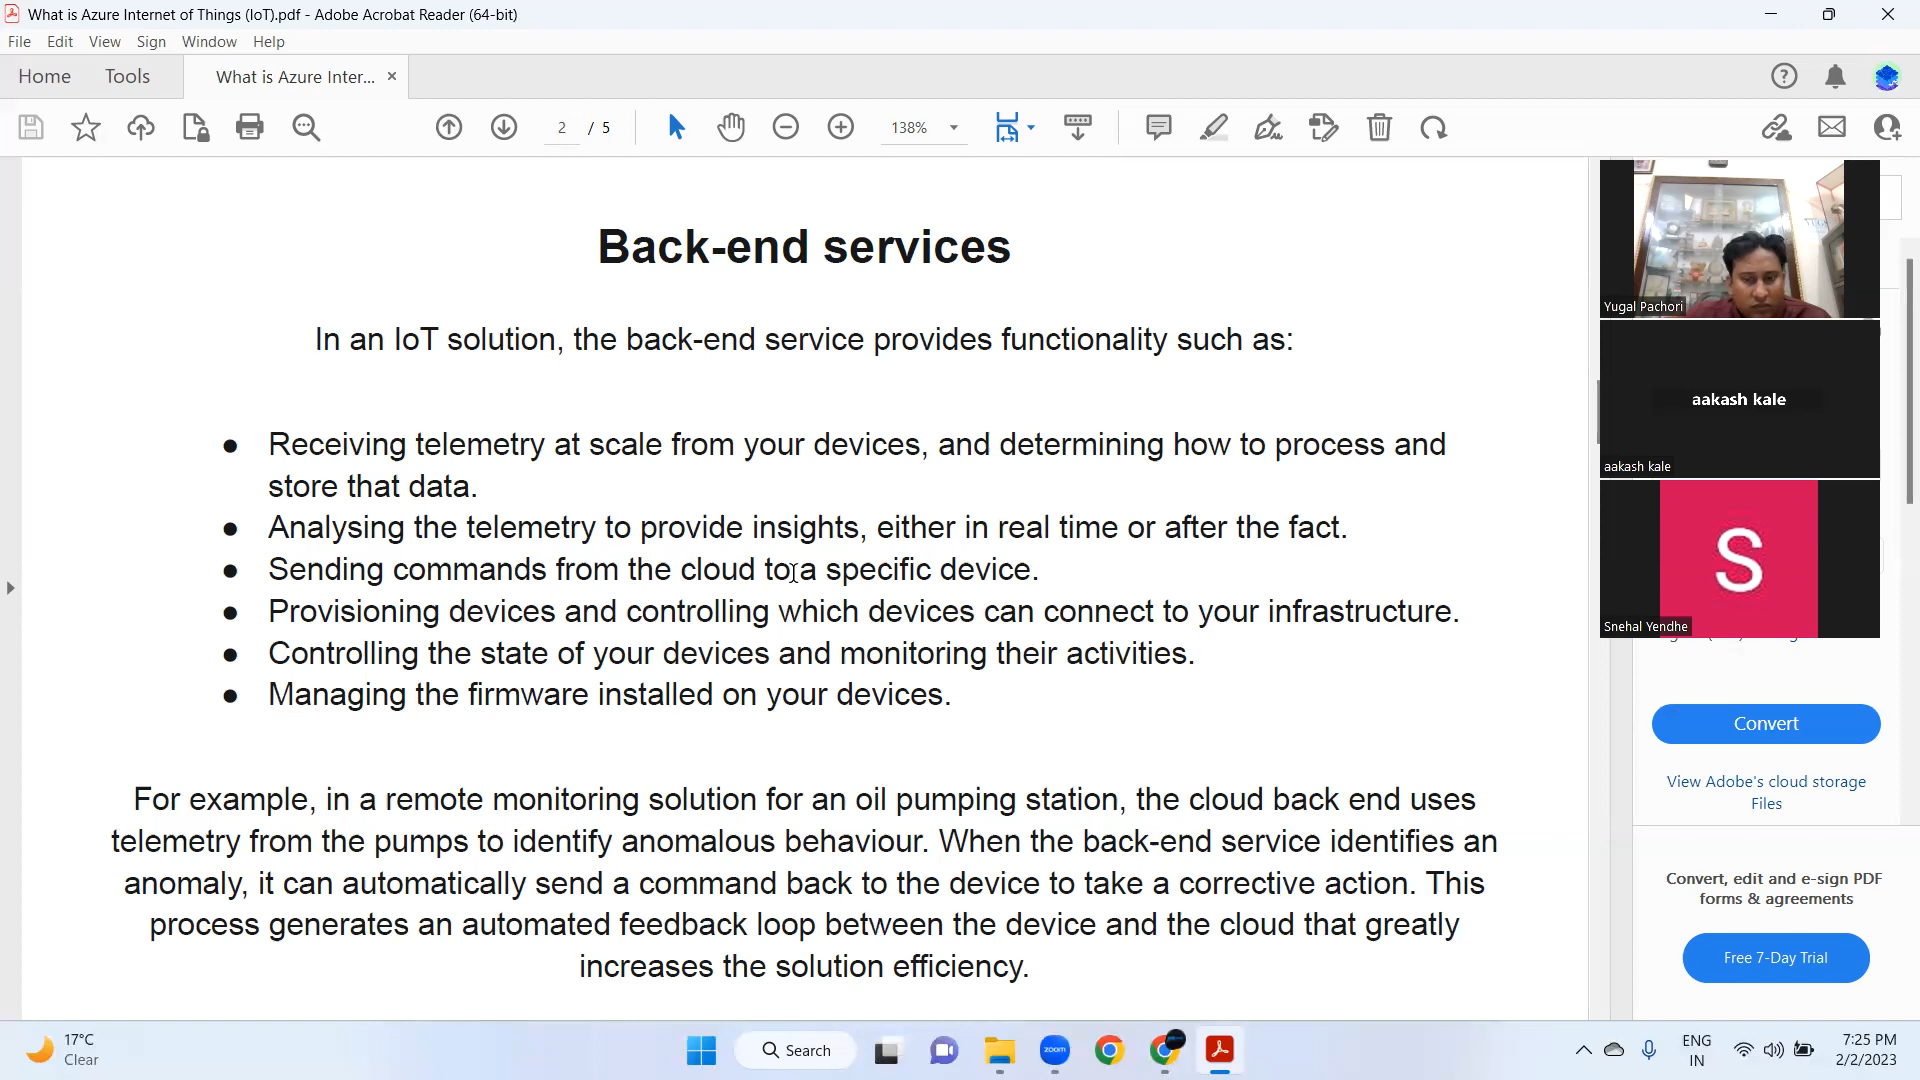 What is Azure Internet of Things (IoT).pdf - Adobe Acrobat Reader (64-bit)
File Edit View Sign Window Help
Home Tools What is Azure Inter...
2 / 5 138%
Back-end services
In an IoT solution, the back-end service provides functionality such as:
● Receiving telemetry at scale from your devices, and determining how to process and
store that data.
● Analysing the telemetry to provide insights, either in real time or after the fact.
● Sending commands from the cloud to a specific device.
● Provisioning devices and controlling which devices can connect to your infrastructure.
● Controlling the state of your devices and monitoring their activities.
● Managing the firmware installed on your devices.
For example, in a remote monitoring solution for an oil pumping station, the cloud back end uses
telemetry from the pumps to identify anomalous behaviour. When the back-end service identifies an
anomaly, it can automatically send a command back to the device to take a corrective action. This
process generates an automated feedback loop between the device and the cloud that greatly
increases the solution efficiency.
Yugal Pachori
aakash kale
aakash kale
S
Snehal Yendhe
Convert
View Adobe's cloud storage
Files
Convert, edit and e-sign PDF
forms & agreements
Free 7-Day Trial
17°C
Clear
Search
zoom
ENG
IN
7:25 PM
2/2/2023